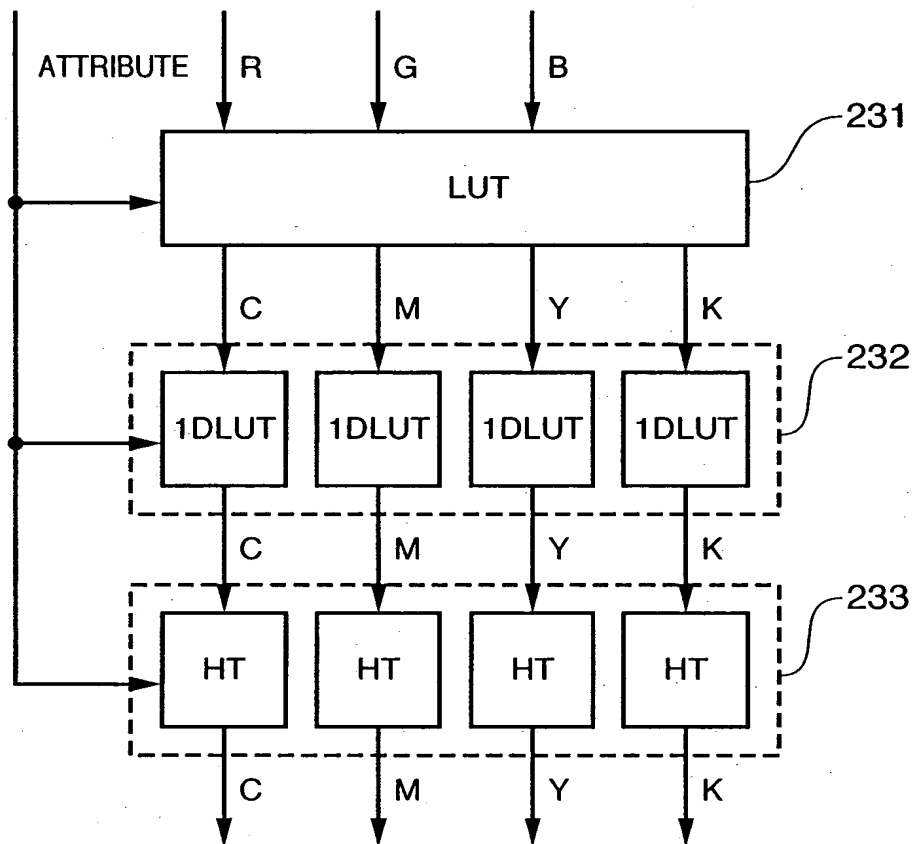 ATTRIBUTE R G B
231
LUT
C M Y K
232
1DLUT 1DLUT 1DLUT 1DLUT
C M Y K
233
HT HT HT HT
C M Y K